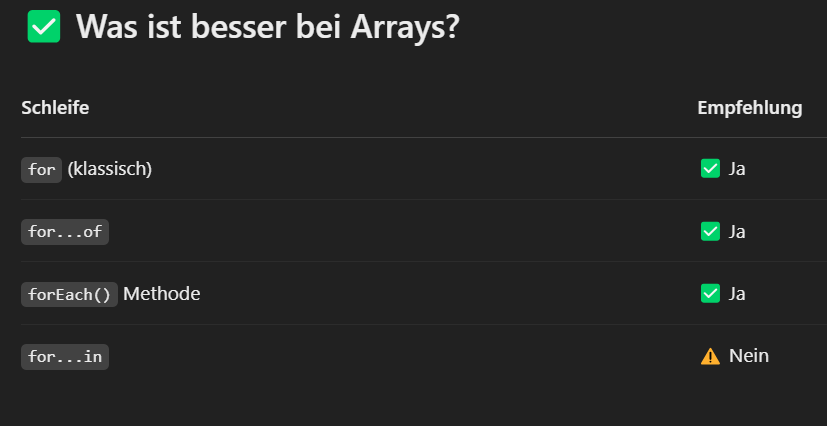 ✅ Was ist besser bei Arrays?
Schleife Empfehlung
for (klassisch) ✅ Ja
for...of ✅ Ja
forEach() Methode ✅ Ja
for...in ⚠️ Nein